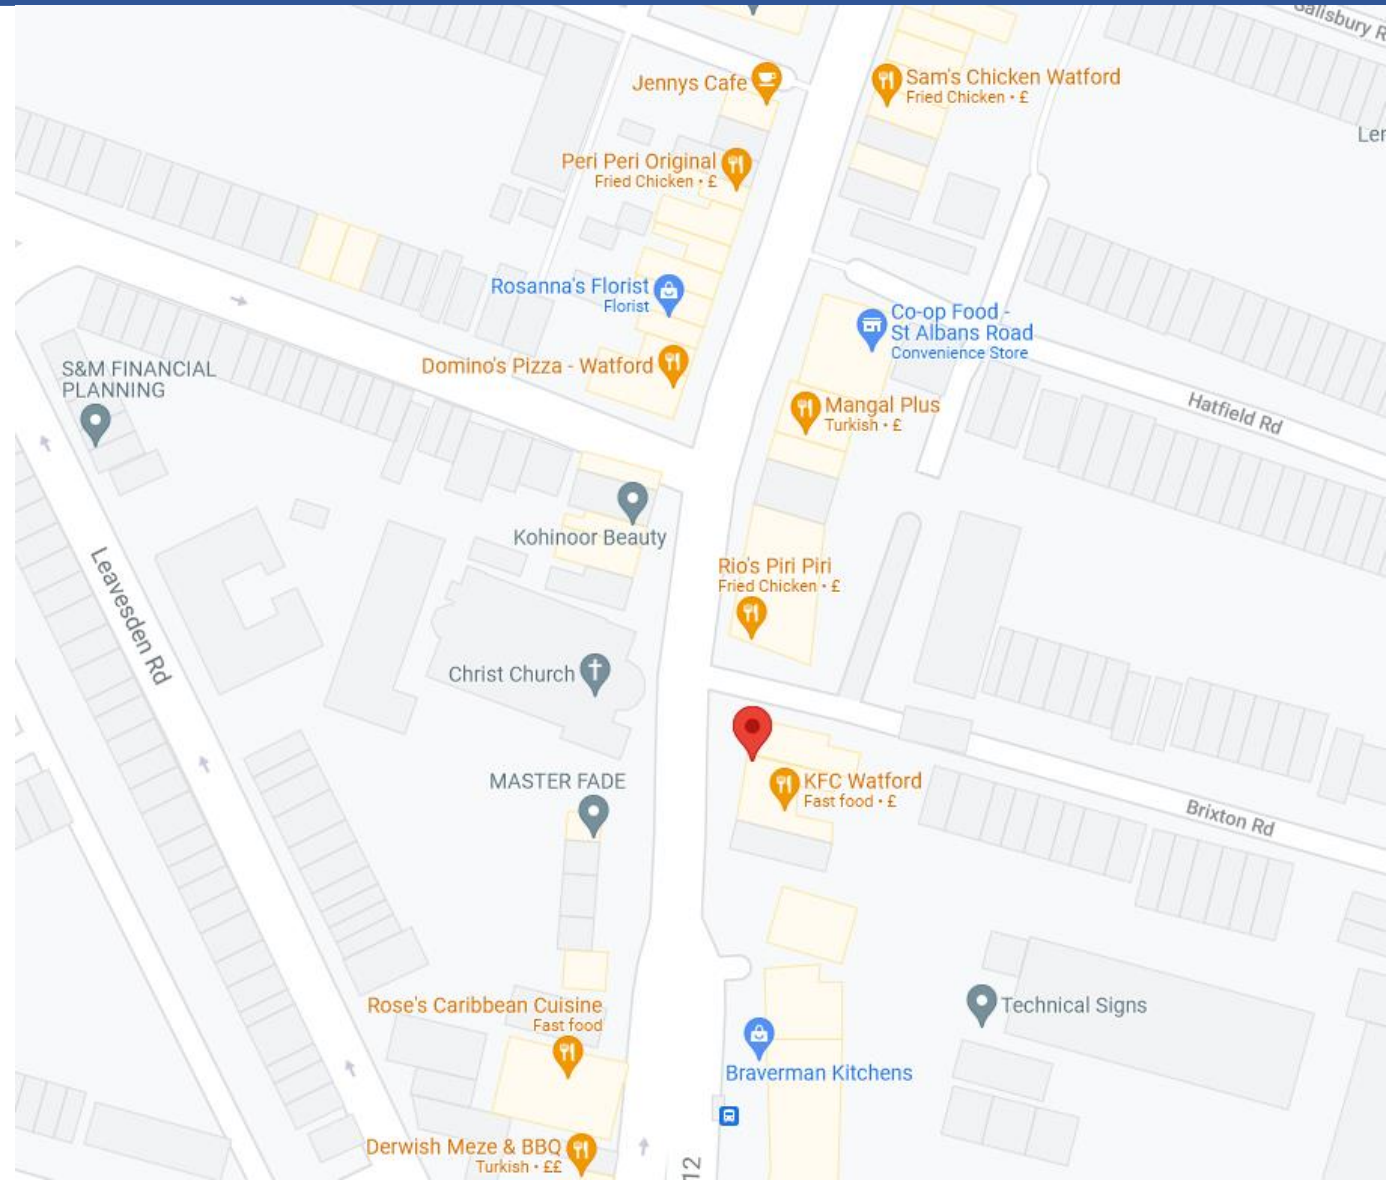 Salisbury R
Jennys Cafe
Sam's Chicken Watford
Fried Chicken • £
Ler
Peri Peri Original
Fried Chicken • £
Rosanna's Florist
Florist
Co-op Food -
St Albans Road
Convenience Store
Domino's Pizza - Watford
S&M FINANCIAL
PLANNING
Mangal Plus
Turkish • £
Hatfield Rd
Kohinoor Beauty
Leavesden Rd
Rio's Piri Piri
Fried Chicken • £
Christ Church
MASTER FADE
KFC Watford
Fast food • £
Brixton Rd
Rose's Caribbean Cuisine
Fast food
Technical Signs
Braverman Kitchens
Derwish Meze & BBQ
Turkish • ££
12